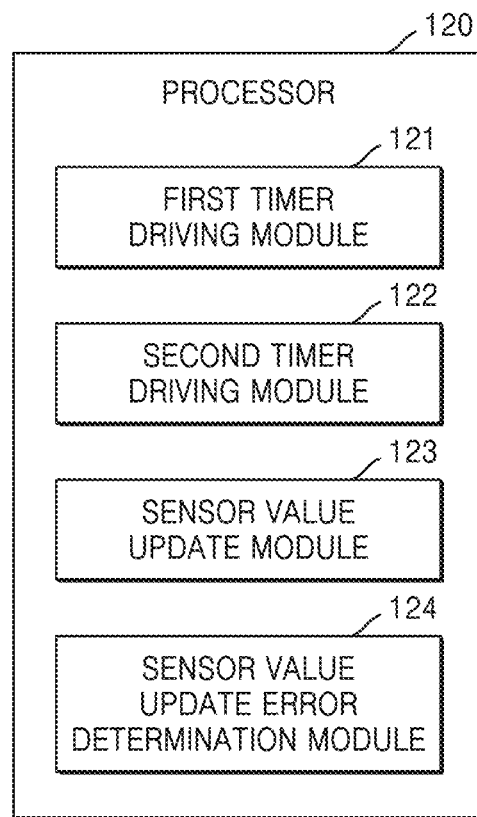 120
PROCESSOR
121
FIRST TIMER
DRIVING MODULE
122
SECOND TIMER
DRIVING MODULE
123
SENSOR VALUE
UPDATE MODULE
124
SENSOR VALUE
UPDATE ERROR
DETERMINATION MODULE